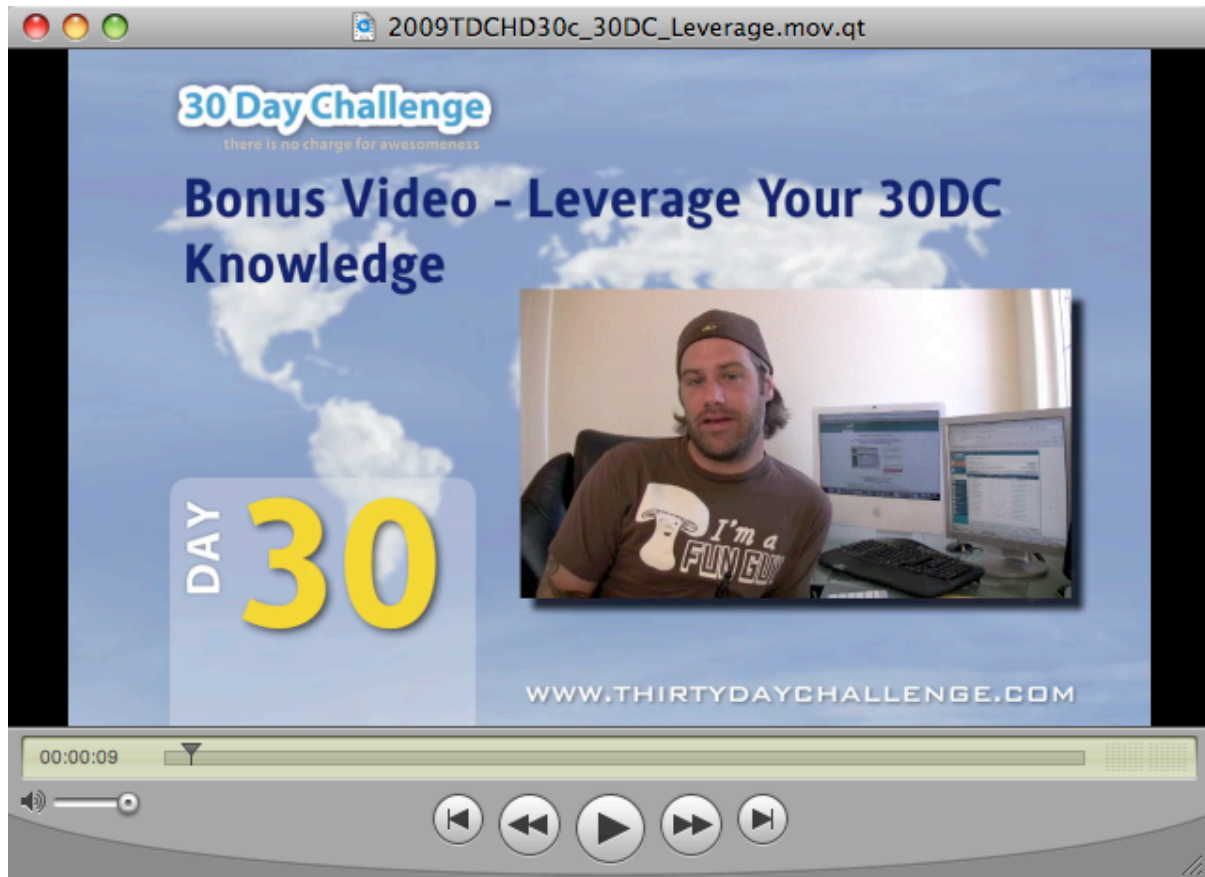 2009TDCHD30c_30DC_Leverage.mov.qt
30 Day Challenge
there is no charge for awesomeness
Bonus Video - Leverage Your 30DC
Knowledge
I'm a
FUN GUY
DAY
30
WWW.THIRTYDAYCHALLENGE.COM
00:00:09